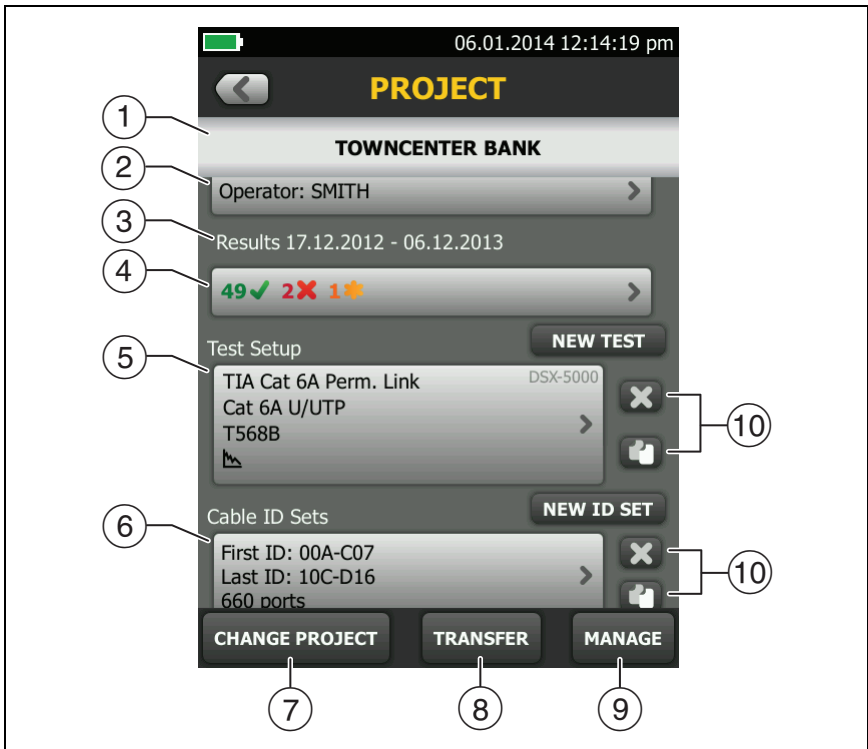 06.01.2014 12:14:19 pm
PROJECT
1
TOWNCENTER BANK
2
Operator: SMITH
3
Results 17.12.2012 - 06.12.2013
4
49 2 1
5
Test Setup
NEW TEST
TIA Cat 6A Perm. Link
DSX-5000
Cat 6A U/UTP
T568B
10
6
Cable ID Sets
NEW ID SET
First ID: 00A-C07
Last ID: 10C-D16
660 ports
10
CHANGE PROJECT
TRANSFER
MANAGE
7
8
9